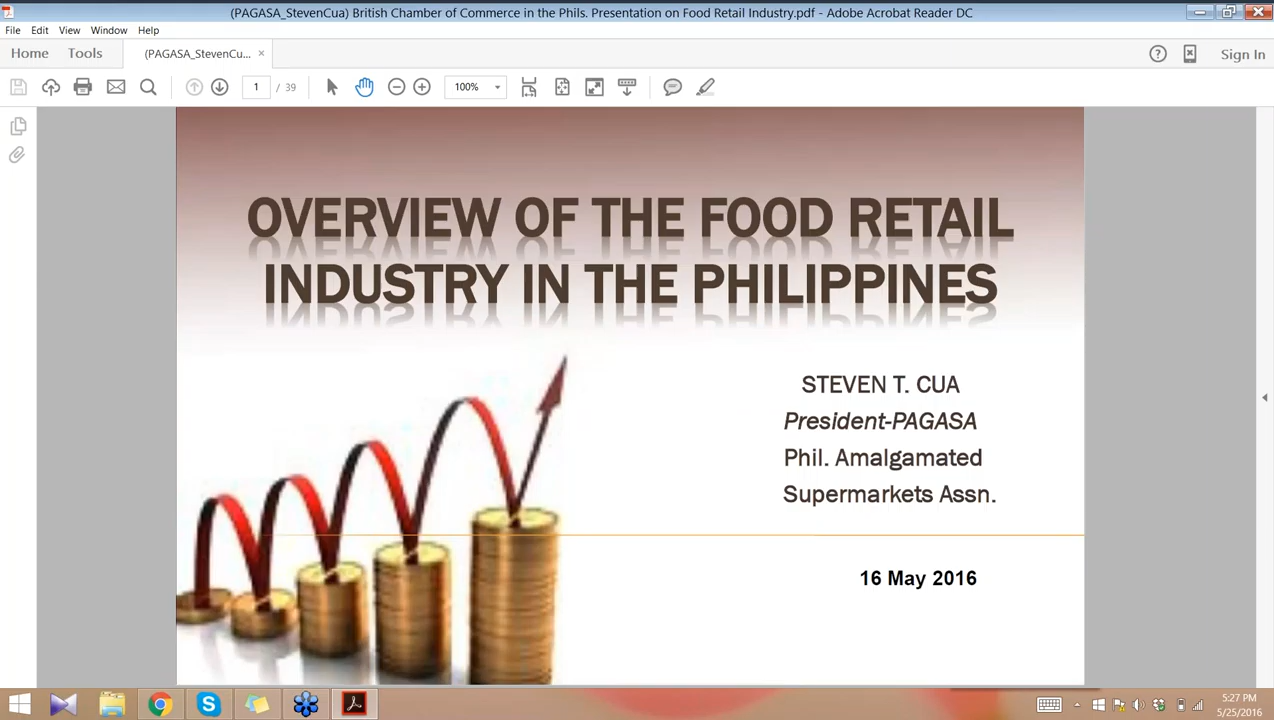 (PAGASA_StevenCua) British Chamber of Commerce in the Phils. Presentation on Food Retail Industry.pdf - Adobe Acrobat Reader DC
File Edit View Window Help
Home Tools (PAGASA_StevenCu... × Sign In
1 / 39 100%
OVERVIEW OF THE FOOD RETAIL
INDUSTRY IN THE PHILIPPINES
STEVEN T. CUA
President-PAGASA
Phil. Amalgamated
Supermarkets Assn.
16 May 2016
5:27 PM
5/25/2016